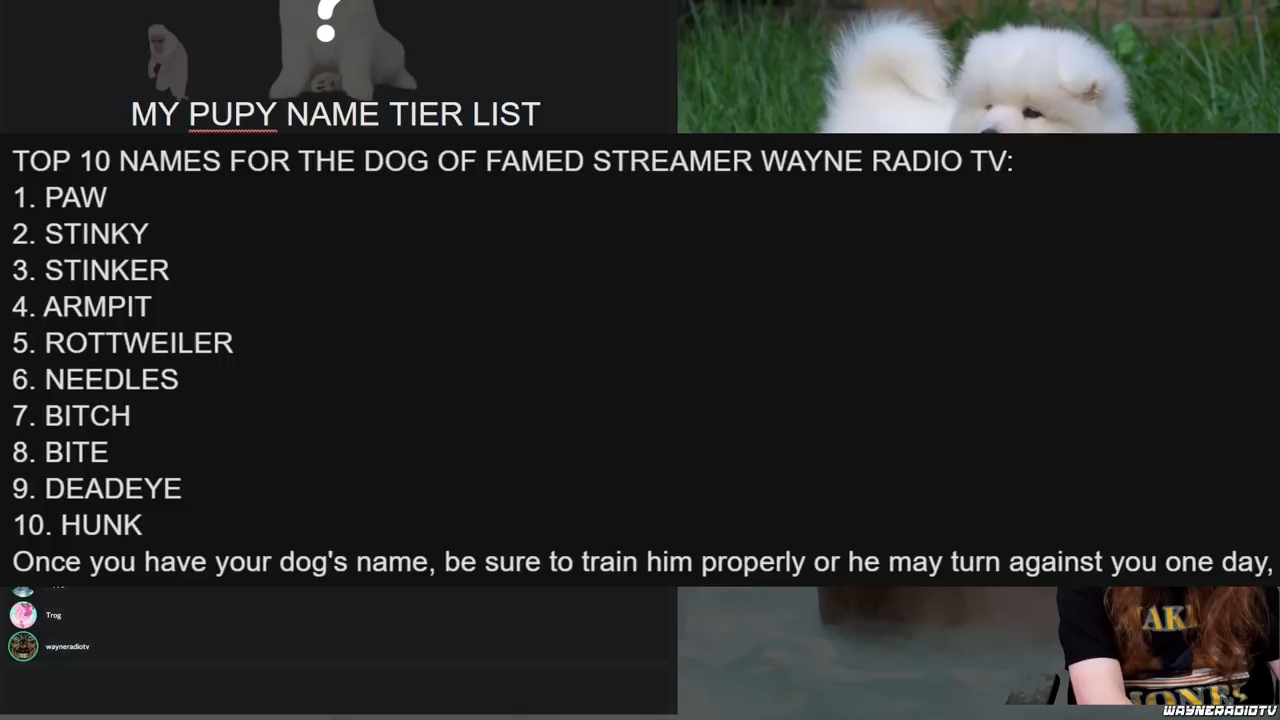 ?
MY PUPY NAME TIER LIST
TOP 10 NAMES FOR THE DOG OF FAMED STREAMER WAYNE RADIO TV:
1. PAW
2. STINKY
3. STINKER
4. ARMPIT
5. ROTTWEILER
6. NEEDLES
7. BITCH
8. BITE
9. DEADEYE
10. HUNK
Once you have your dog's name, be sure to train him properly or he may turn against you one day,
Trog
wayneradiotv
WAYNERADIOTV